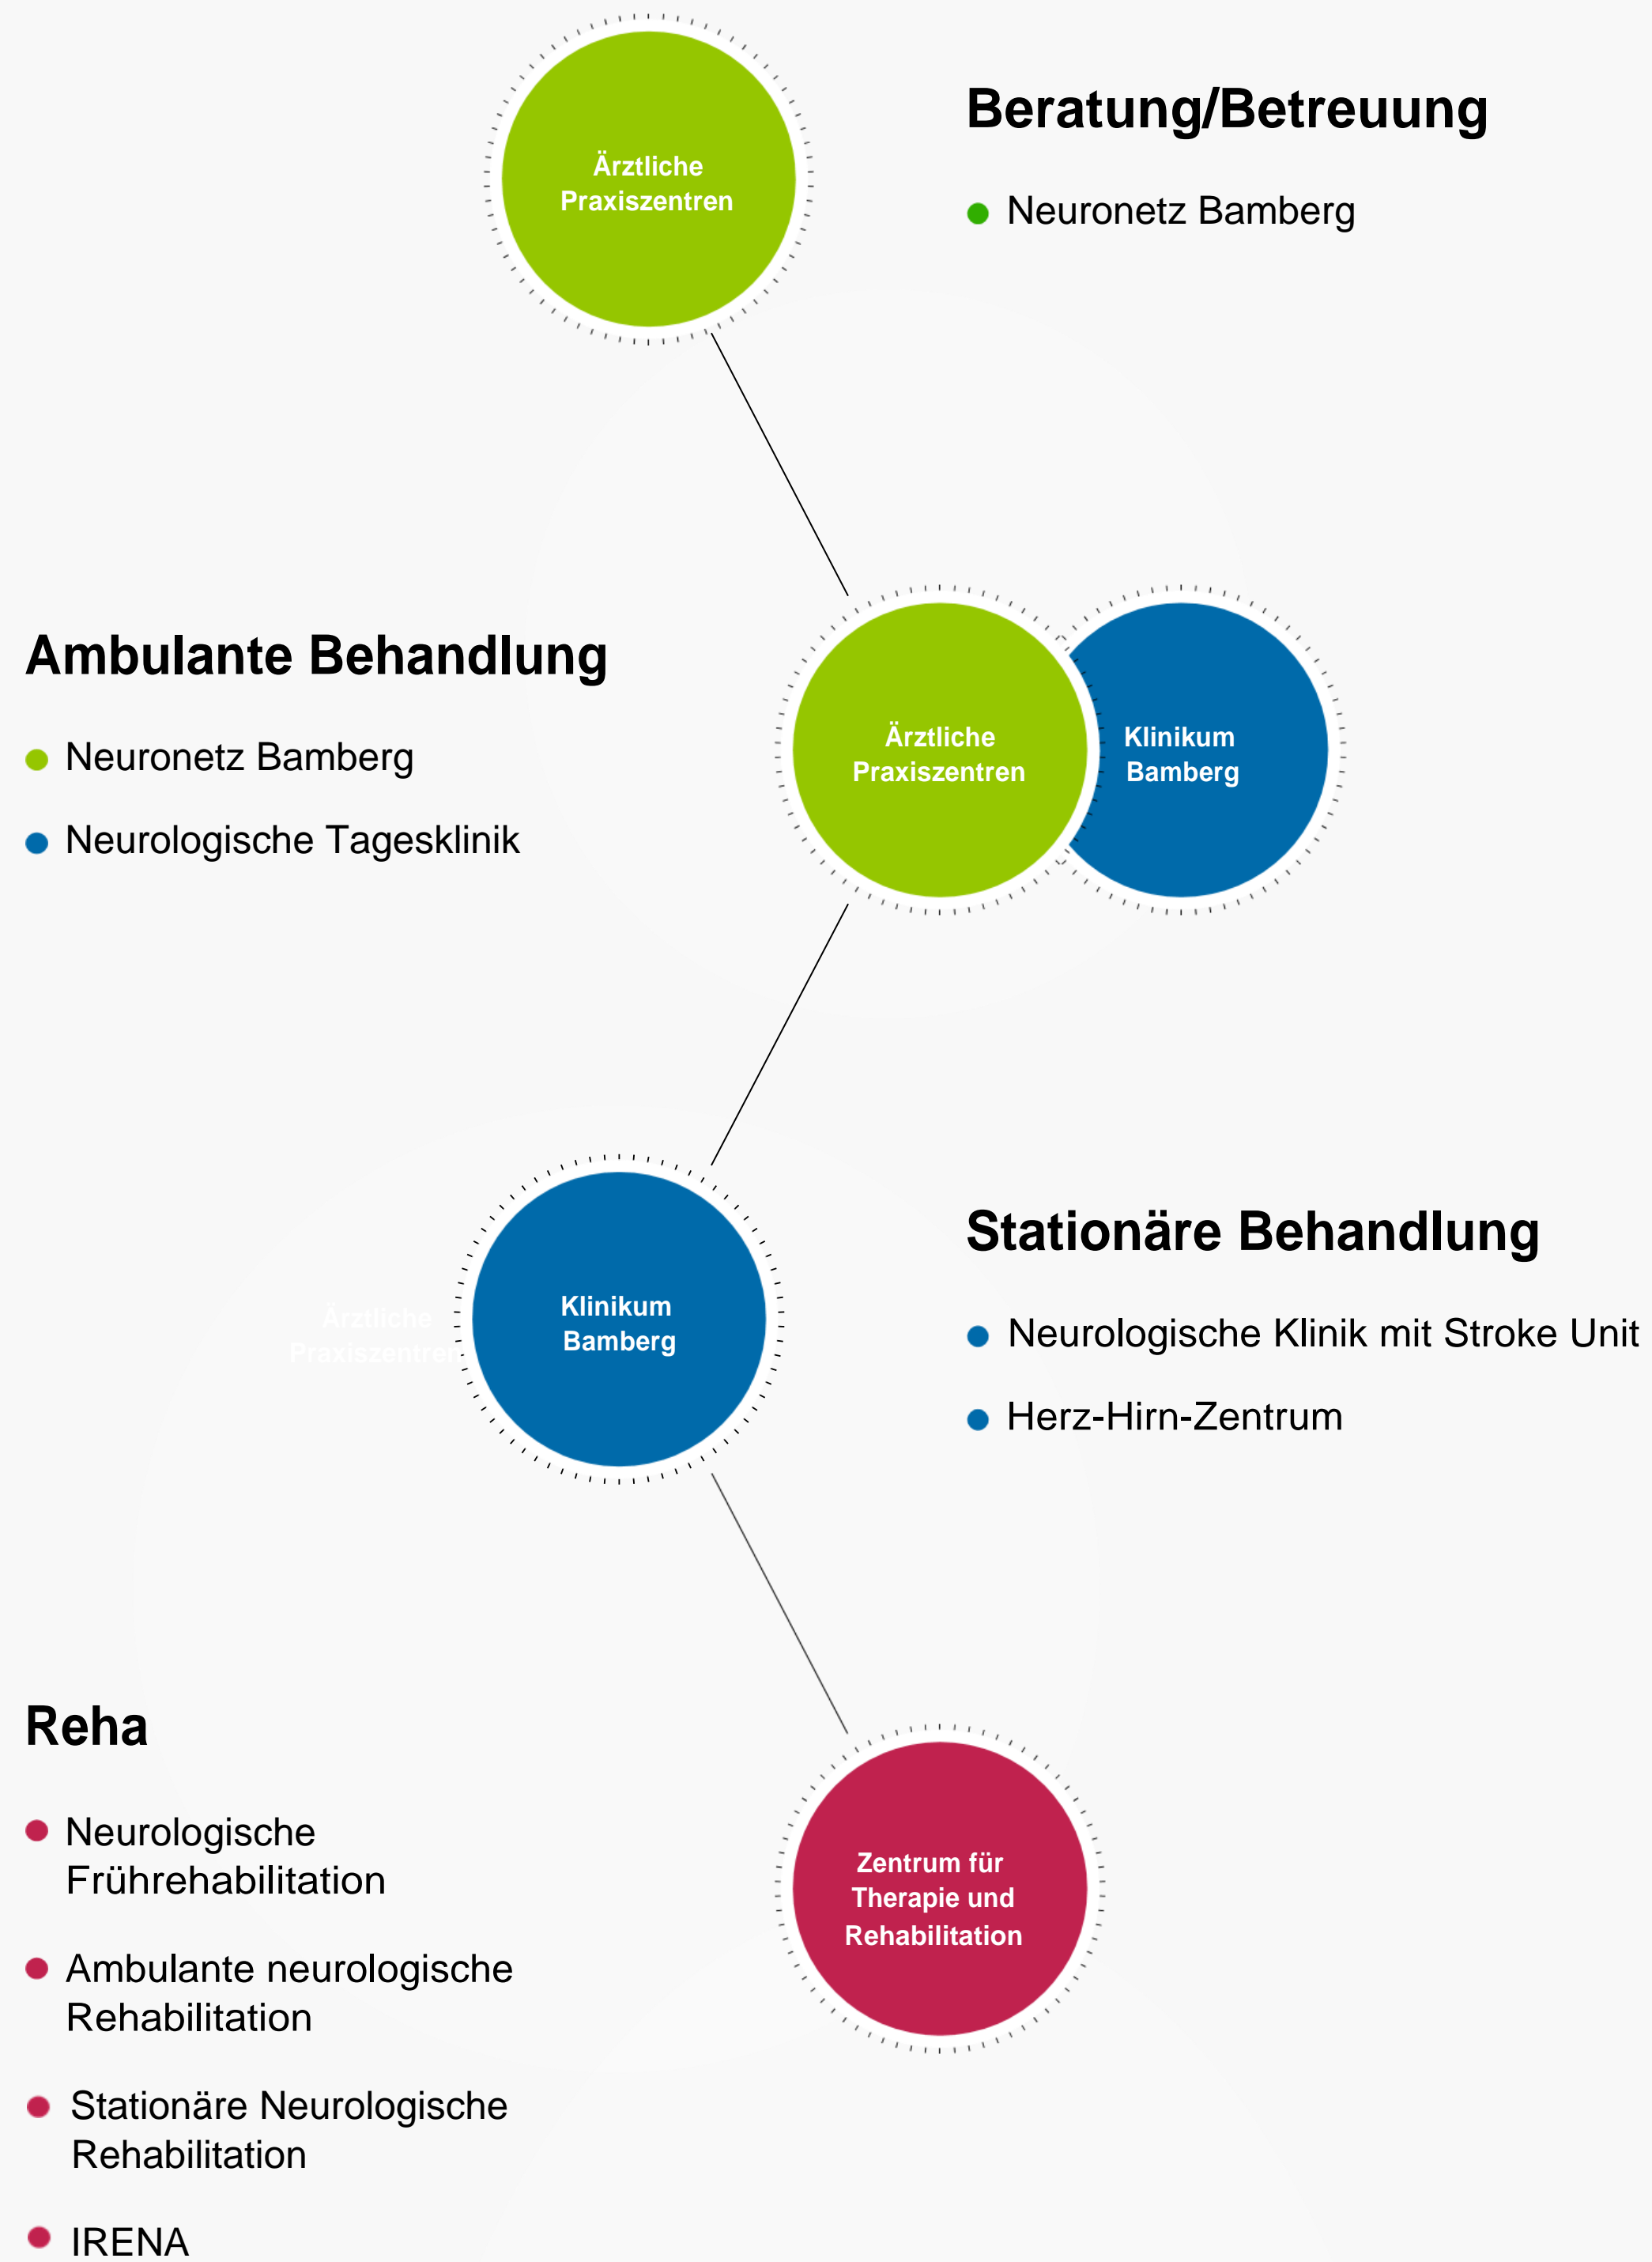 Ärztliche
Praxiszentren
Beratung/Betreuung
Neuronetz Bamberg
Ambulante Behandlung
Neuronetz Bamberg
Neurologische Tagesklinik
Ärztliche
Praxiszentren
Klinikum
Bamberg
Ärztliche
Praxiszentren
Klinikum
Bamberg
Stationäre Behandlung
Neurologische Klinik mit Stroke Unit
Herz-Hirn-Zentrum
Reha
Neurologische
Frührehabilitation
Ambulante neurologische
Rehabilitation
Stationäre Neurologische
Rehabilitation
IRENA
Zentrum für
Therapie und
Rehabilitation